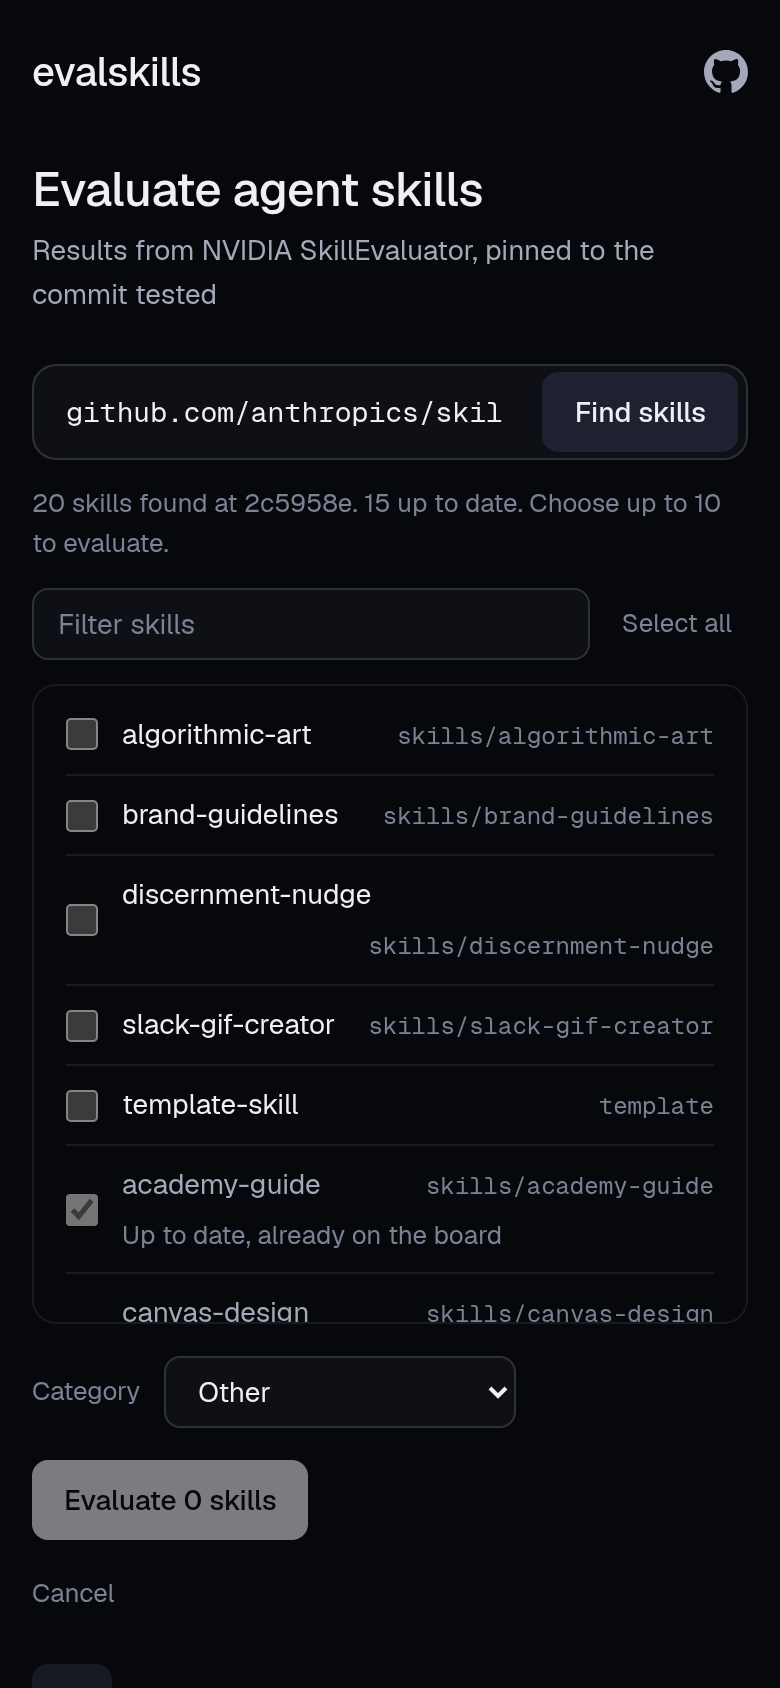 evalskills
Evaluate agent skills
Results from NVIDIA SkillEvaluator, pinned to the
commit tested
github.com/anthropics/skil
Find skills
20 skills found at 2c5958e. 15 up to date. Choose up to 10
to evaluate.
Filter skills
Select all
algorithmic-art skills/algorithmic-art
brand-guidelines skills/brand-guidelines
discernment-nudge
skills/discernment-nudge
slack-gif-creator skills/slack-gif-creator
template-skill template
academy-guide skills/academy-guide
Up to date, already on the board
canvas-design skills/canvas-design
Category Other
Evaluate 0 skills
Cancel